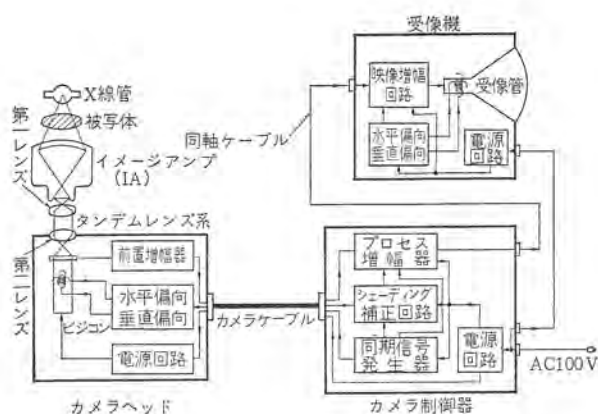 受像機
映像増幅
回路
受像管
水平偏向
垂直偏向
電源
回路
同軸ケーブル
X線管
被写体
イメージアンプ
(IA)
第一レンズ
タンデムレンズ系
第二レンズ
前置増幅器
水平偏向
垂直偏向
ビジコン
電源回路
カメラヘッド
カメラケーブル
プロセス
増幅器
シェーディング
補正回路
同期信号
発生器
電源
回路
AC100V
カメラ制御器